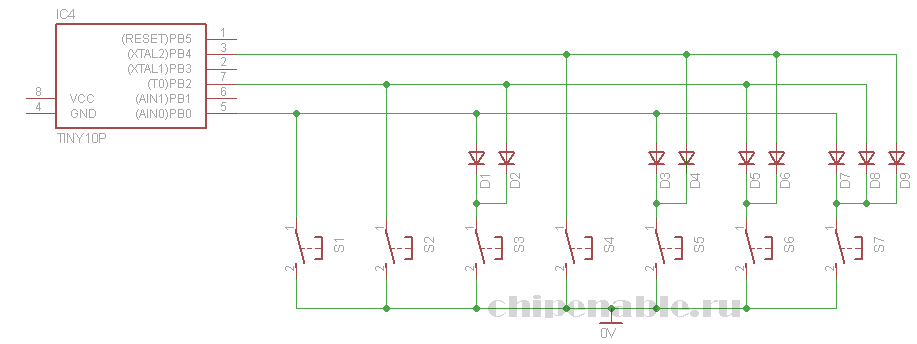 IC4
(RESET)PB5 1
(XTAL2)PB4 3
(XTAL1)PB3 2
(T0)PB2 7
8 VCC (AIN1)PB1 6
4 GND (AIN0)PB0 5
TINY10P
D1 D2 D3 D4 D5 D6 D7 D8 D9
1 1 1 1 1 1 1
S1 S2 S3 S4 S5 S6 S7
2 2 2 2 2 2 2
chipenable.ru
0V